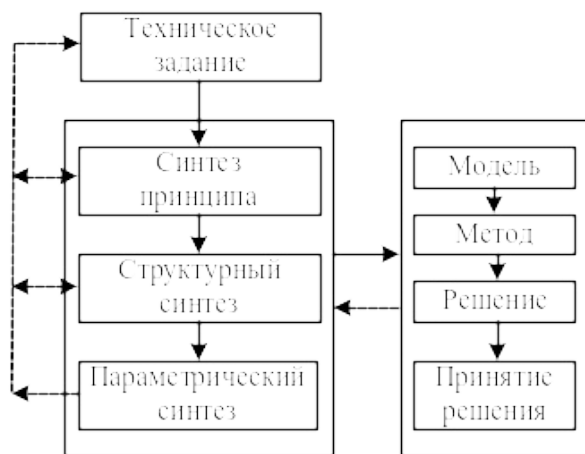 Техническое
задание
Синтез
принципа
Структурный
синтез
Параметрический
синтез
Модель
Метод
Решение
Принятие
решения